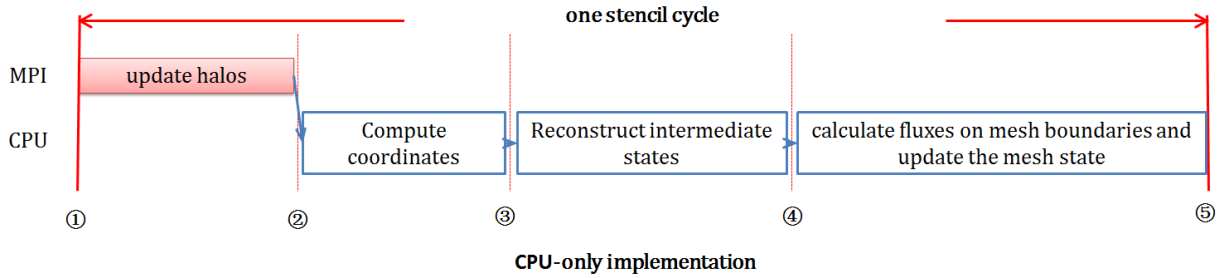 one stencil cycle
MPI
update halos
CPU
Compute
coordinates
Reconstruct intermediate
states
calculate fluxes on mesh boundaries and
update the mesh state
① ② ③ ④ ⑤
CPU-only implementation